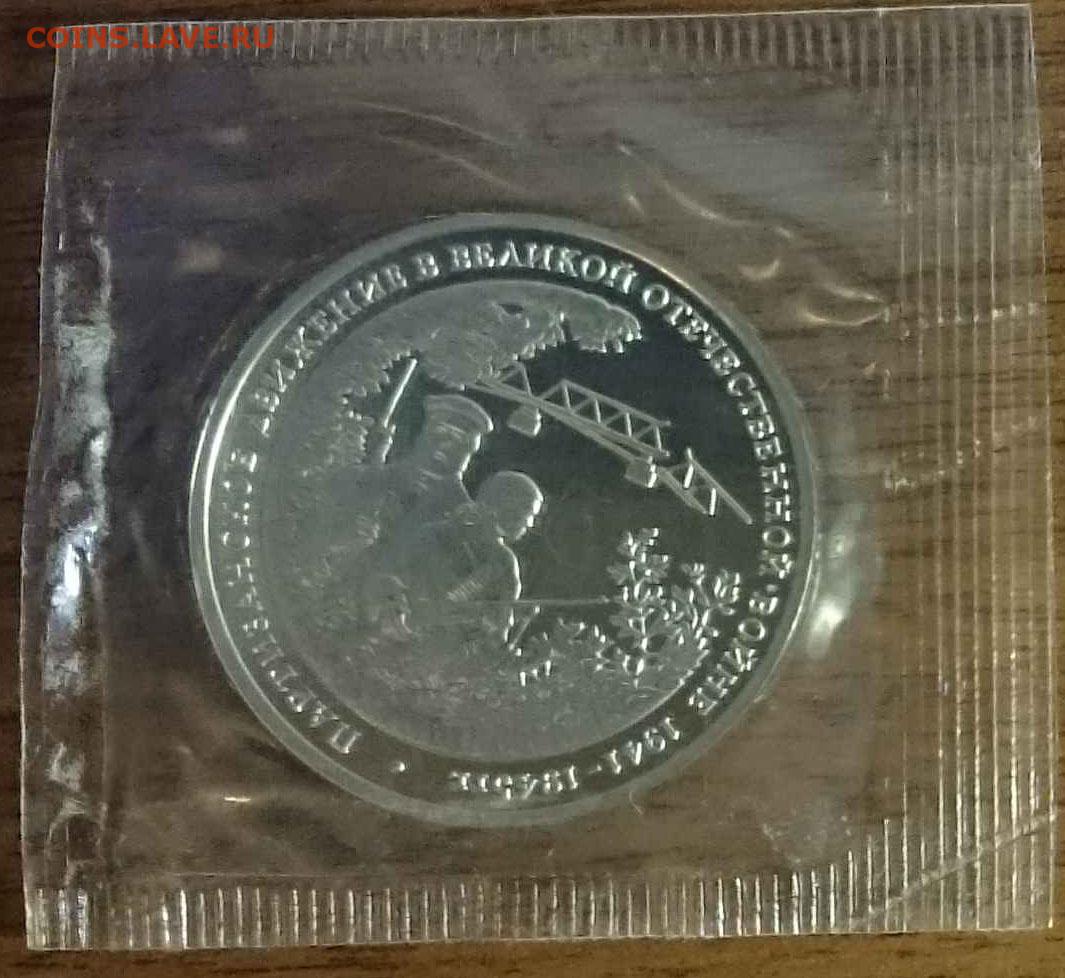 COINS.LAVE.RU
ПАРТИЗАНСКОЕ ДВИЖЕНИЕ В ВЕЛИКОЙ ОТЕЧЕСТВЕННОЙ ВОЙНЕ 1941-1945гг. •